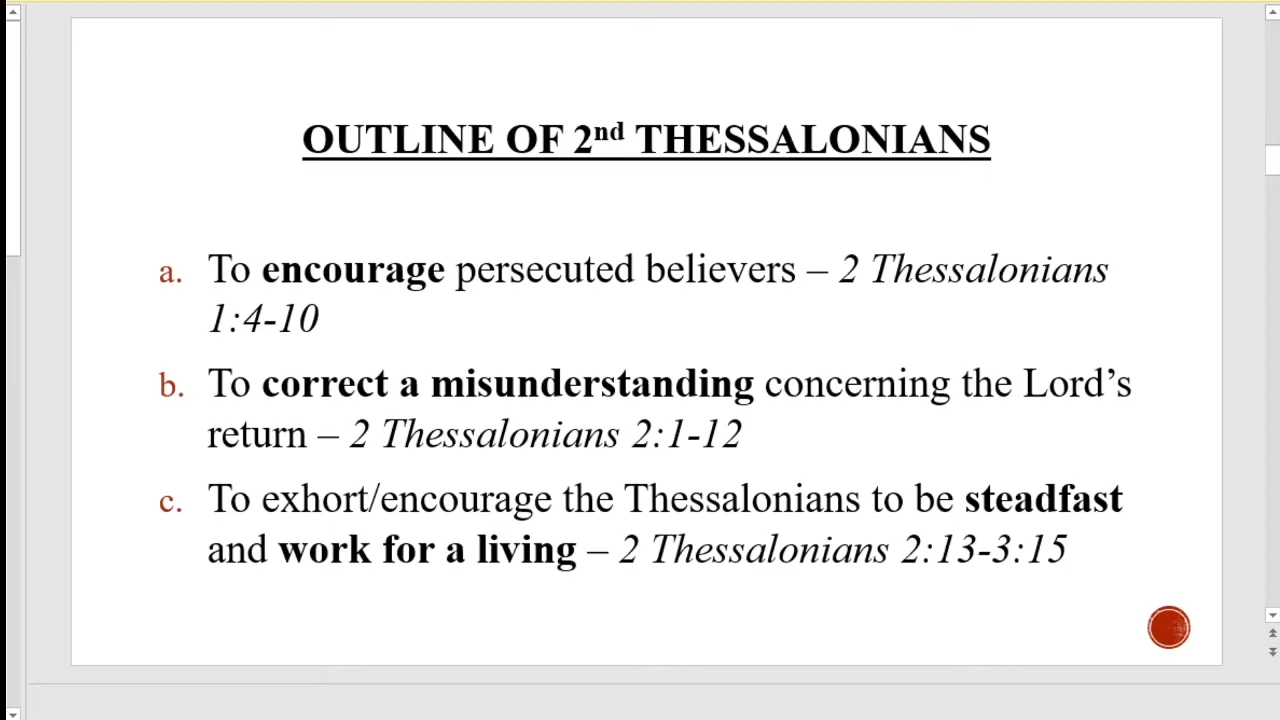 OUTLINE OF 2nd THESSALONIANS
a. To encourage persecuted believers – 2 Thessalonians
1:4-10
b. To correct a misunderstanding concerning the Lord’s
return – 2 Thessalonians 2:1-12
c. To exhort/encourage the Thessalonians to be steadfast
and work for a living – 2 Thessalonians 2:13-3:15